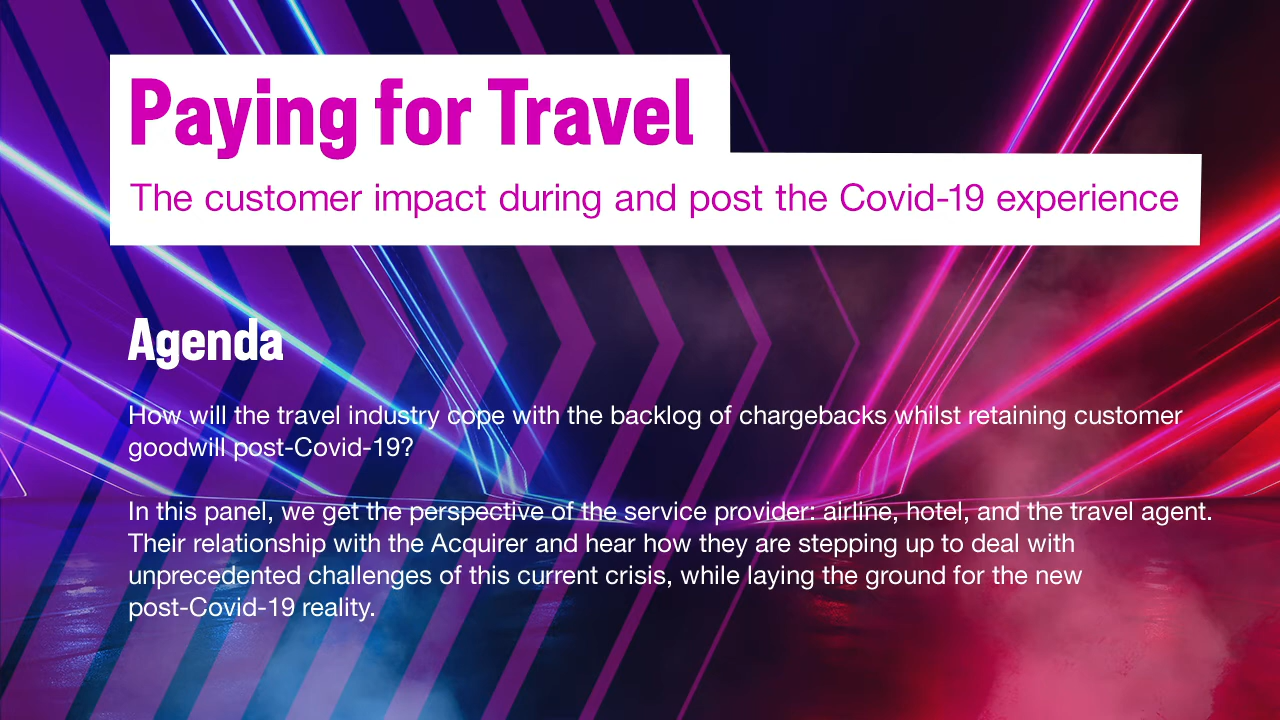 Paying for Travel
The customer impact during and post the Covid-19 experience
Agenda
How will the travel industry cope with the backlog of chargebacks whilst retaining customer
goodwill post-Covid-19?
In this panel, we get the perspective of the service provider: airline, hotel, and the travel agent.
Their relationship with the Acquirer and hear how they are stepping up to deal with
unprecedented challenges of this current crisis, while laying the ground for the new
post-Covid-19 reality.